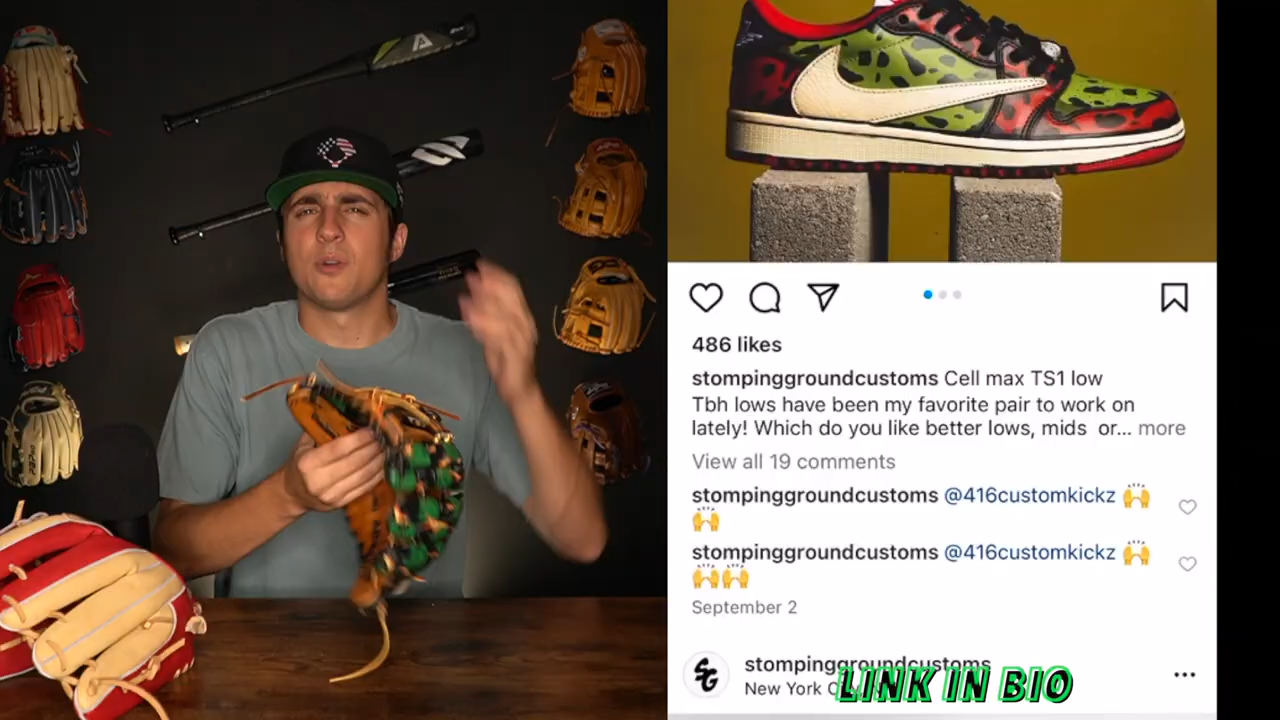 486 likes
stompinggroundcustoms Cell max TS1 low
Tbh lows have been my favorite pair to work on
lately! Which do you like better lows, mids or... more
View all 19 comments
stompinggroundcustoms @416customkickz 🙌
🙌
stompinggroundcustoms @416customkickz 🙌
🙌🙌
September 2
SG
stompinggroundcustoms
New York
LINK IN BIO